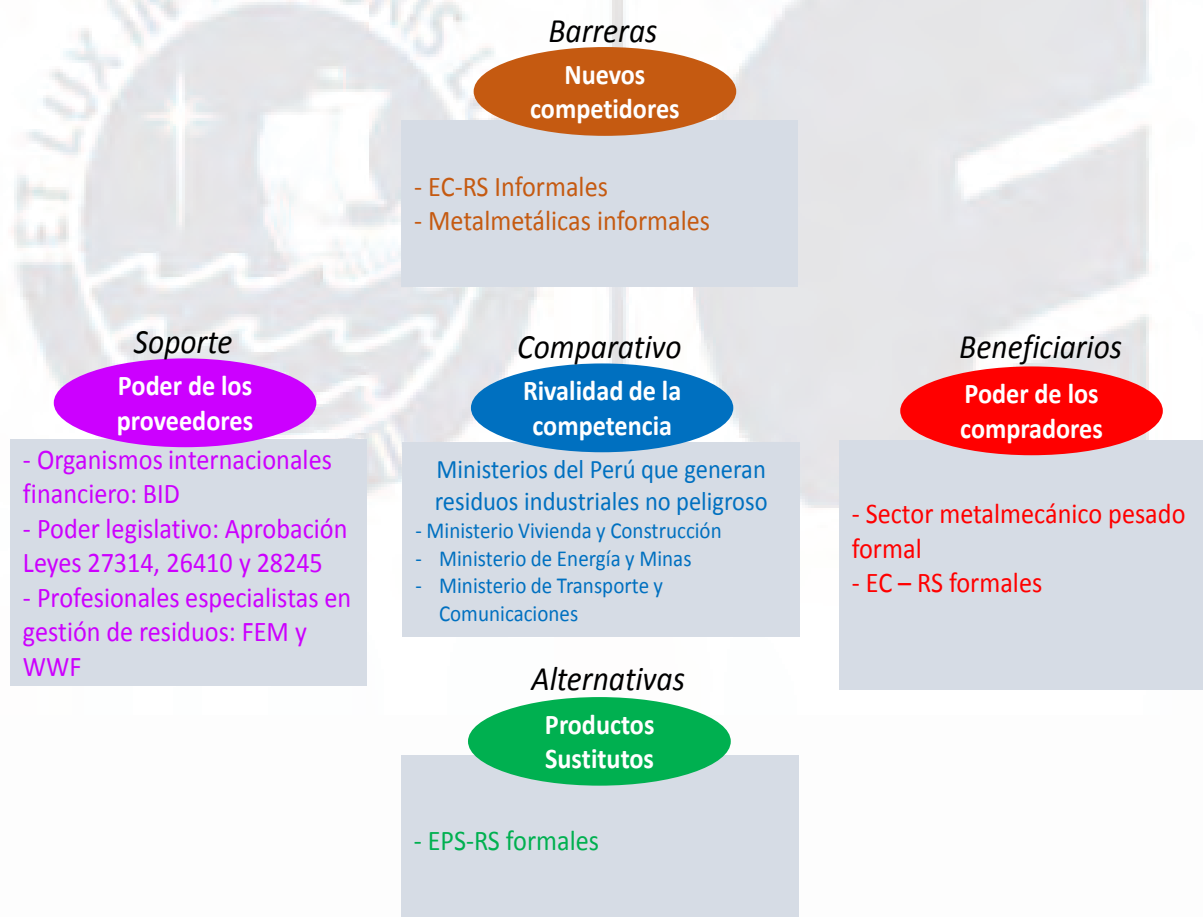 Barreras
Nuevos
competidores
- EC-RS Informales
- Metalmetálicas informales
Soporte
Poder de los
proveedores
- Organismos internacionales
financiero: BID
- Poder legislativo: Aprobación
Leyes 27314, 26410 y 28245
- Profesionales especialistas en
gestión de residuos: FEM y
WWF
Comparativo
Rivalidad de la
competencia
Ministerios del Perú que generan
residuos industriales no peligroso
- Ministerio Vivienda y Construcción
- Ministerio de Energía y Minas
- Ministerio de Transporte y
Comunicaciones
Beneficiarios
Poder de los
compradores
- Sector metalmecánico pesado
formal
- EC – RS formales
Alternativas
Productos
Sustitutos
- EPS-RS formales
ET LUX IN